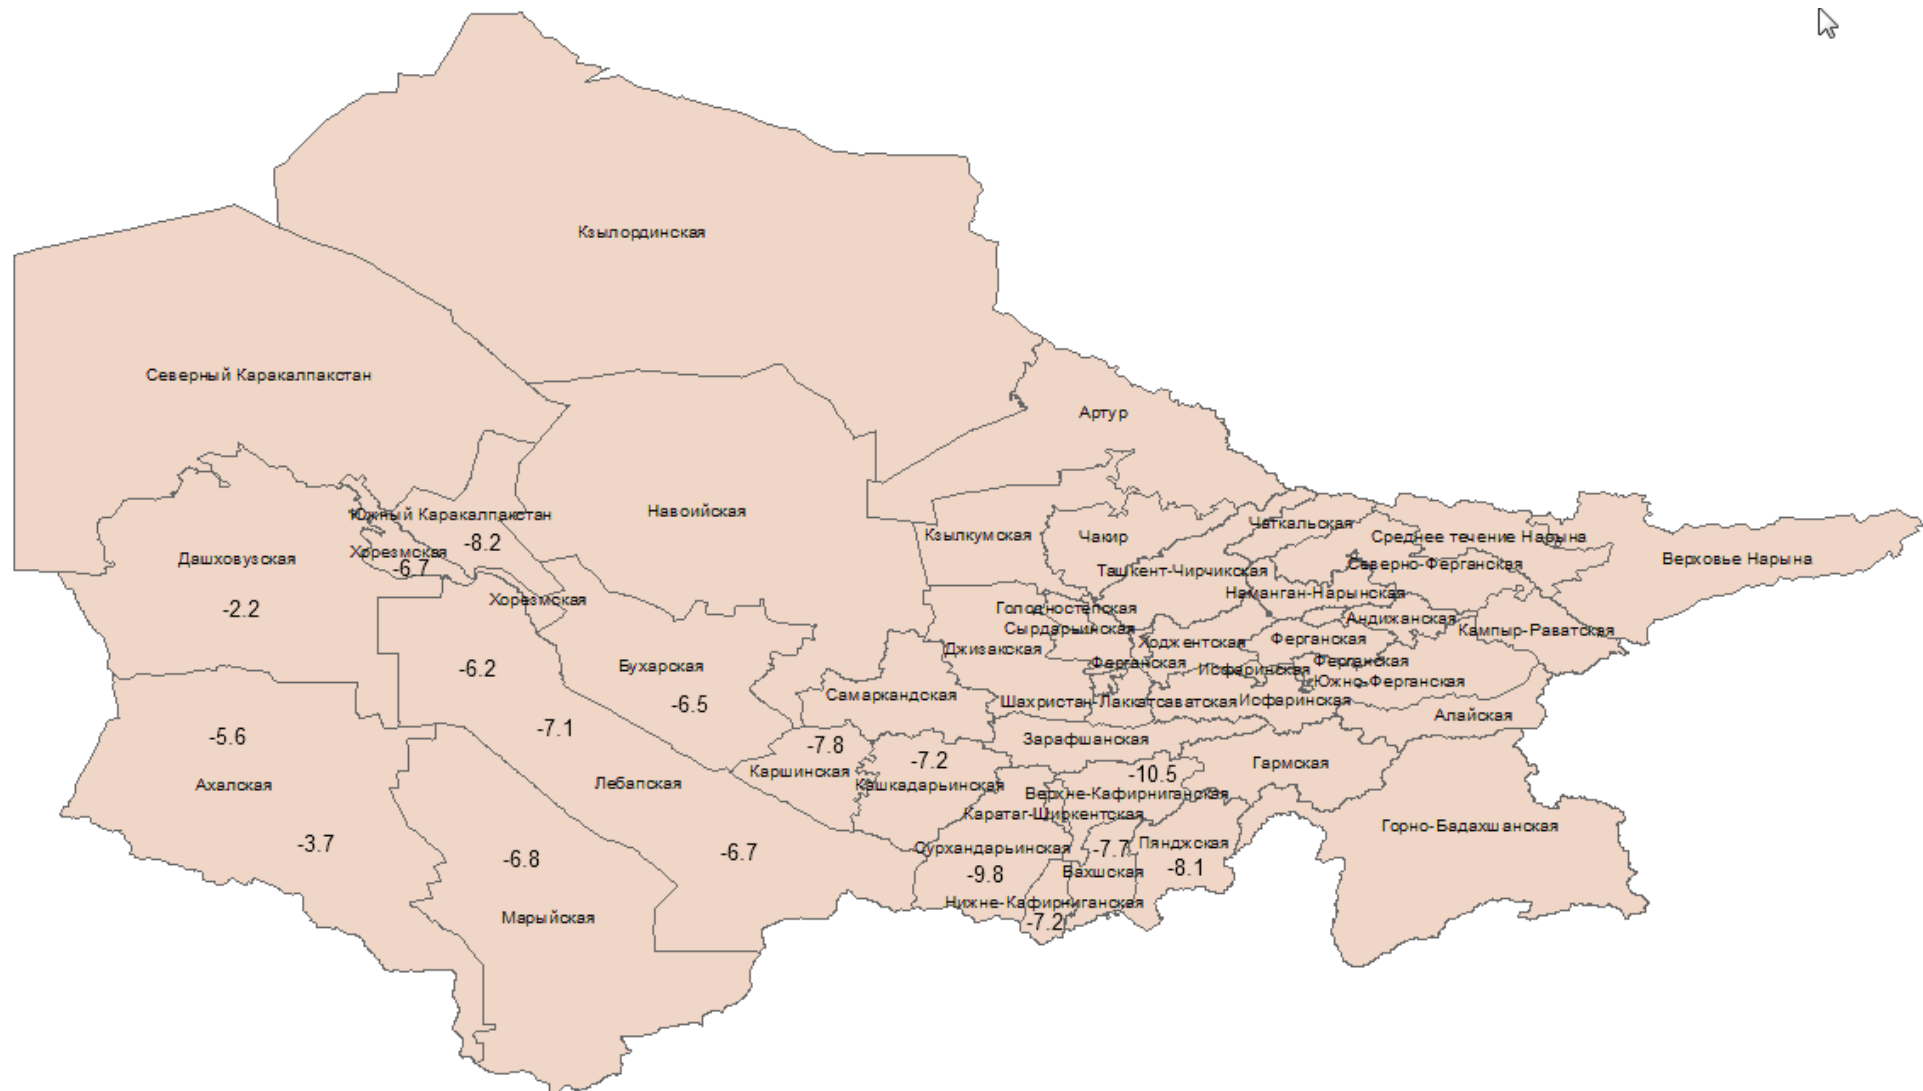 Кзылординская
Северный Каракалпакстан
Артур
Навоийская
Южный Каракалпакстан
-8.2
Хорезмская
-6.7
Дашховузская
-2.2
Хорезмская
Кзылкумская
Чакир
Чаткальская
Среднее течение Нарына
Верховье Нарына
Ташкент-Чирчикская
Северно-Ферганская
Наманган-Нарынская
Голодностепская
Сырдарьинская
Джизакская
Ходжентская
Ферганская
Андижанская
Кампыр-Раватская
Ферганская
Исфаринская
Ферганская
Южно-Ферганская
Бухарская
-6.5
-6.2
Самаркандская
Шахристан-Лаккатсаватская
Исфаринская
Алайская
-5.6
-7.1
-7.8
-7.2
Зарафшанская
Гармская
Ахалская
Лебапская
Каршинская
Кашкадарьинская
-10.5
Верхне-Кафирниганская
Каратаг-Ширкентская
Горно-Бадахшанская
-3.7
-6.8
-6.7
Сурхандарьинская
-9.8
-7.7
Вахшская
Пянджская
-8.1
Марыйская
Нижне-Кафирниганская
-7.2